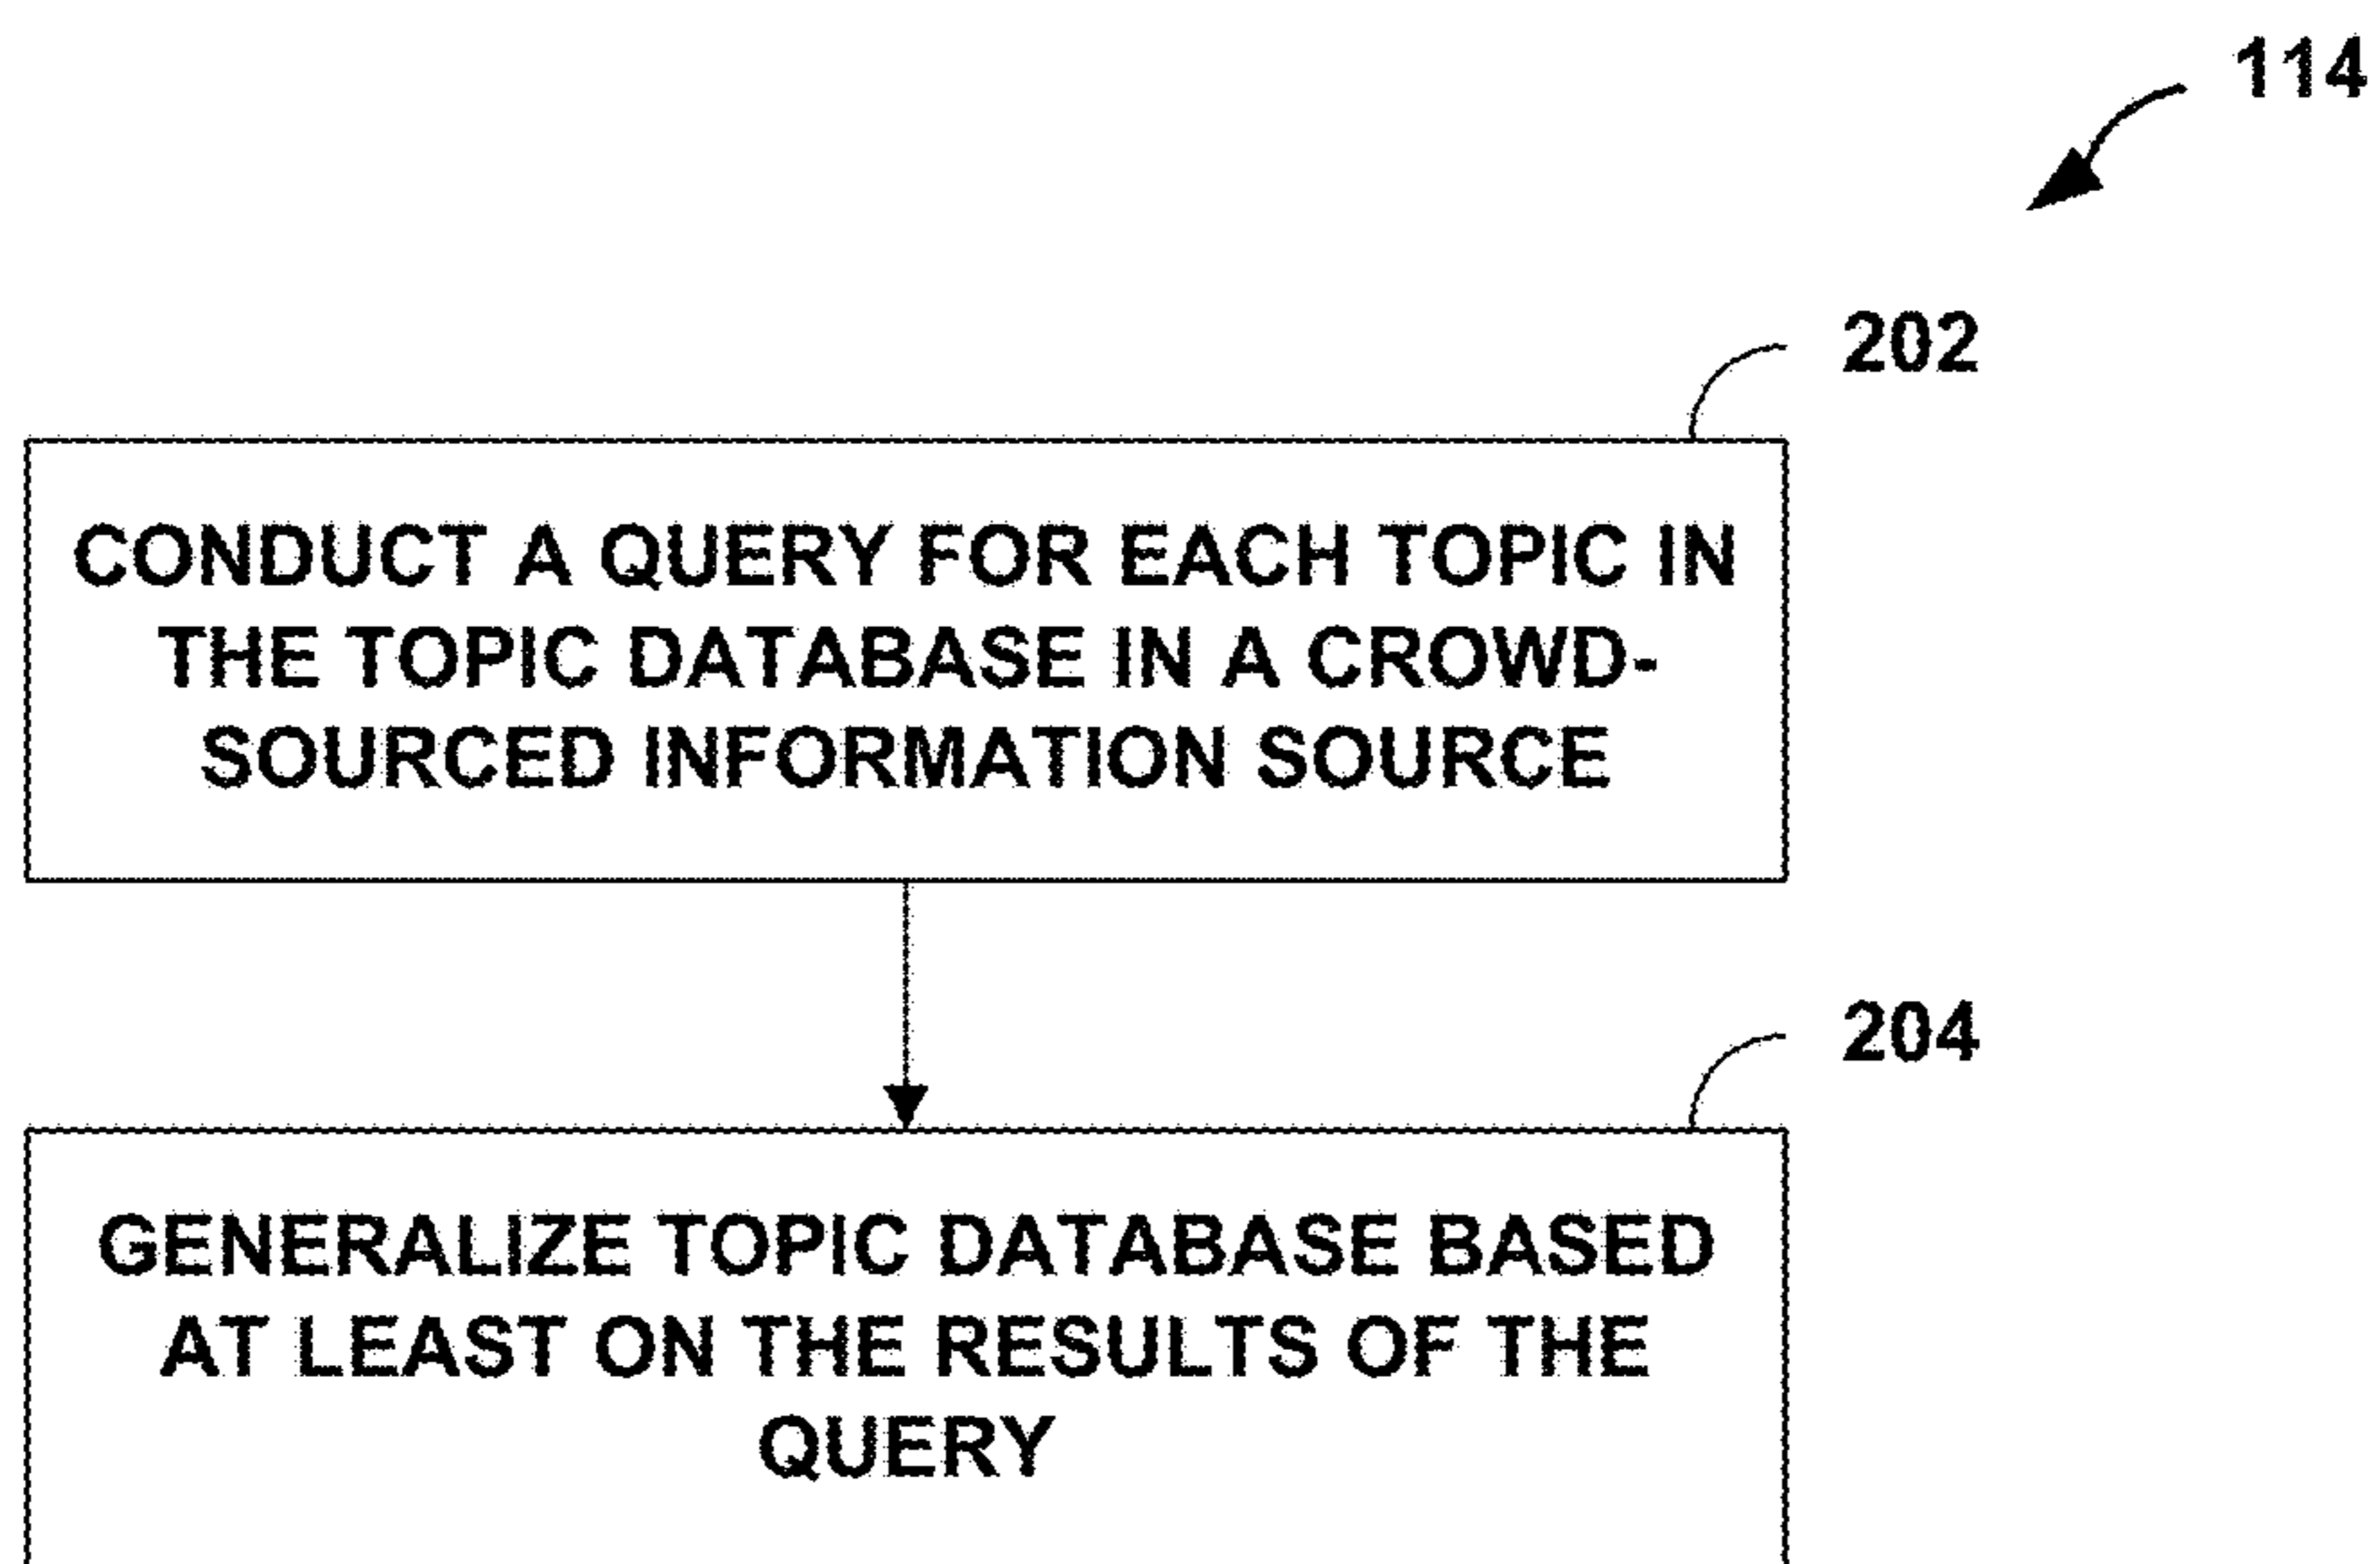 114
202
CONDUCT A QUERY FOR EACH TOPIC IN
THE TOPIC DATABASE IN A CROWD-
SOURCED INFORMATION SOURCE
204
GENERALIZE TOPIC DATABASE BASED
AT LEAST ON THE RESULTS OF THE
QUERY